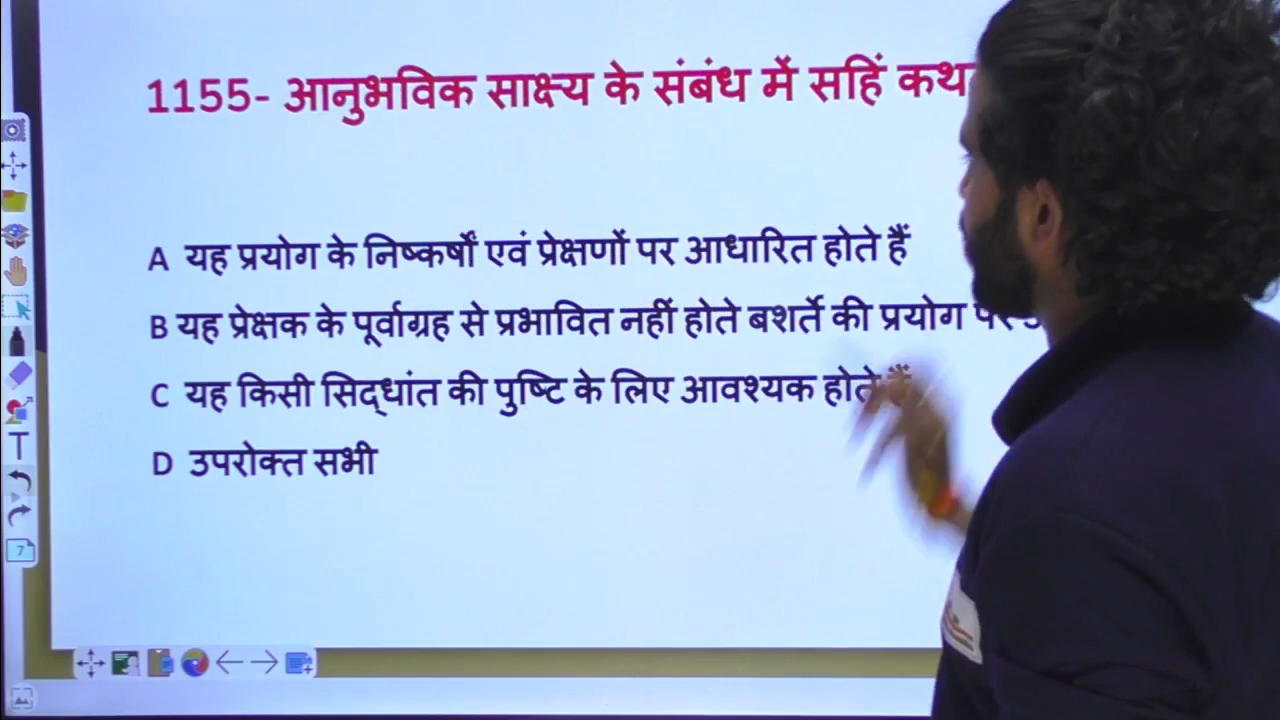 1155- आनुभविक साक्ष्य के संबंध में सहिं
A यह प्रयोग के निष्कर्षों एवं प्रेक्षणों पर आधारित होते हैं
B यह प्रेक्षक के पूर्वाग्रह से प्रभावित नहीं होते बशर्ते की प्रयोग
C यह किसी सिद्धांत की पुष्टि के लिए आवश्यक होते हैं
D उपरोक्त सभी
7